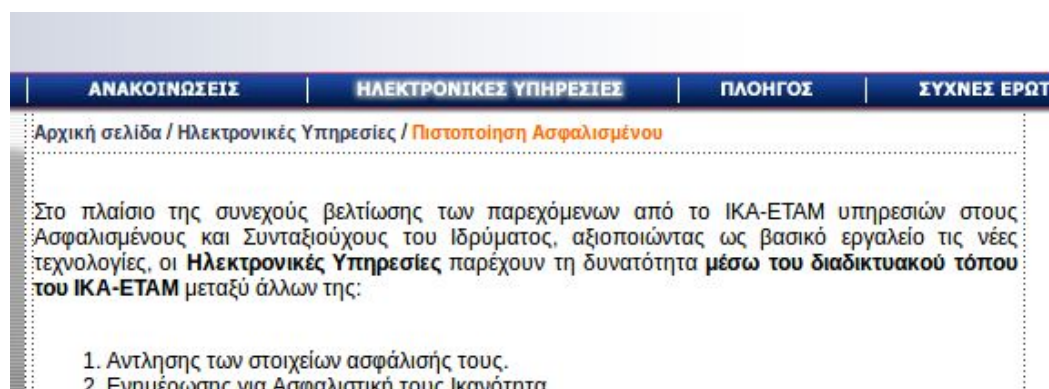 ΑΝΑΚΟΙΝΩΣΕΙΣ ΗΛΕΚΤΡΟΝΙΚΕΣ ΥΠΗΡΕΣΙΕΣ ΠΛΟΗΓΟΣ ΣΥΧΝΕΣ ΕΡΩΤ
Αρχική σελίδα / Ηλεκτρονικές Υπηρεσίες / Πιστοποίηση Ασφαλισμένου
Στο πλαίσιο της συνεχούς βελτίωσης των παρεχόμενων από το ΙΚΑ-ΕΤΑΜ υπηρεσιών στους
Ασφαλισμένους και Συνταξιούχους του Ιδρύματος, αξιοποιώντας ως βασικό εργαλείο τις νέες
τεχνολογίες, οι Ηλεκτρονικές Υπηρεσίες παρέχουν τη δυνατότητα μέσω του διαδικτυακού τόπου
του ΙΚΑ-ΕΤΑΜ μεταξύ άλλων της:
1. Αντλησης των στοιχείων ασφάλισής τους.
2. Ενημέρωσης για Ασφαλιστική τους Ικανότητα